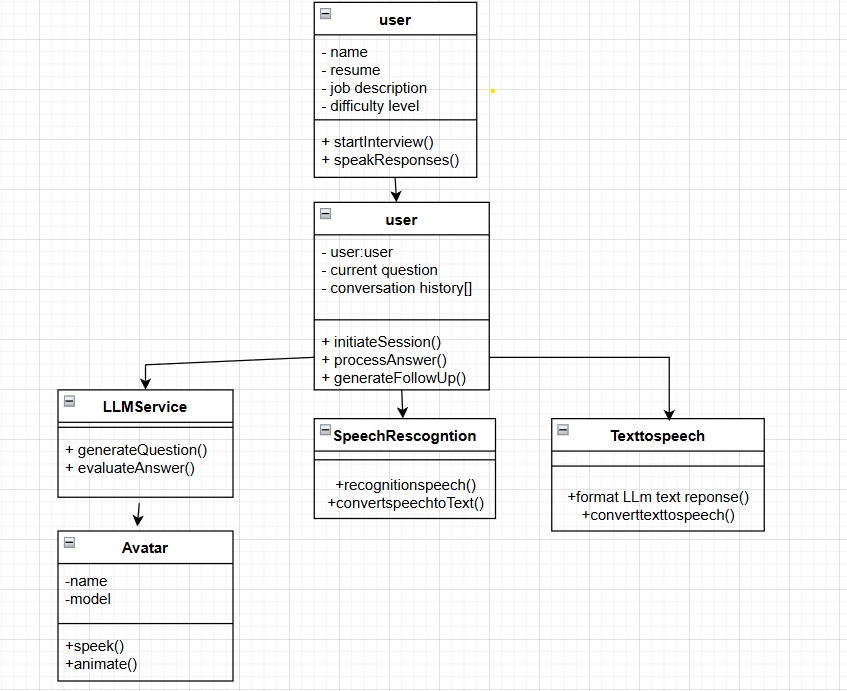 user
- name
- resume
- job description
- difficulty level
+ startInterview()
+ speakResponses()
user
- user:user
- current question
- conversation history[]
+ initiateSession()
+ processAnswer()
+ generateFollowUp()
LLMService
+ generateQuestion()
+ evaluateAnswer()
SpeechRescogntion
+recognitionspeech()
+convertspeechtoText()
Texttospeech
+format LLm text reponse()
+converttexttospeech()
Avatar
-name
-model
+speek()
+animate()